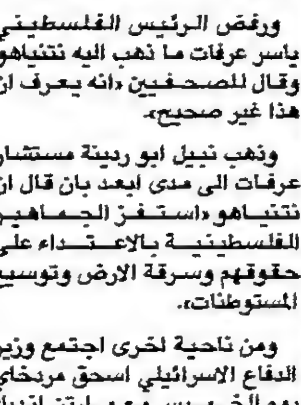 ورفض الرئيس الفلسطيني
ياسر عرفات ما ذهب اليه نتنياهو
وقال للصحفيين «انه يعرف ان
هذا غير صحيح».
وذهب نبيل ابو ردينة مستشار
عرفات الى مدى ابعد بان قال ان
نتنياهو «استفز الجماهير
الفلسطينية بالاعتداء على
حقوقهم وسرقة الارض وتوسيع
المستوطنات».
ومن ناحية اخرى اجتمع وزير
الدفاع الاسرائيلي اسحق مردخاي